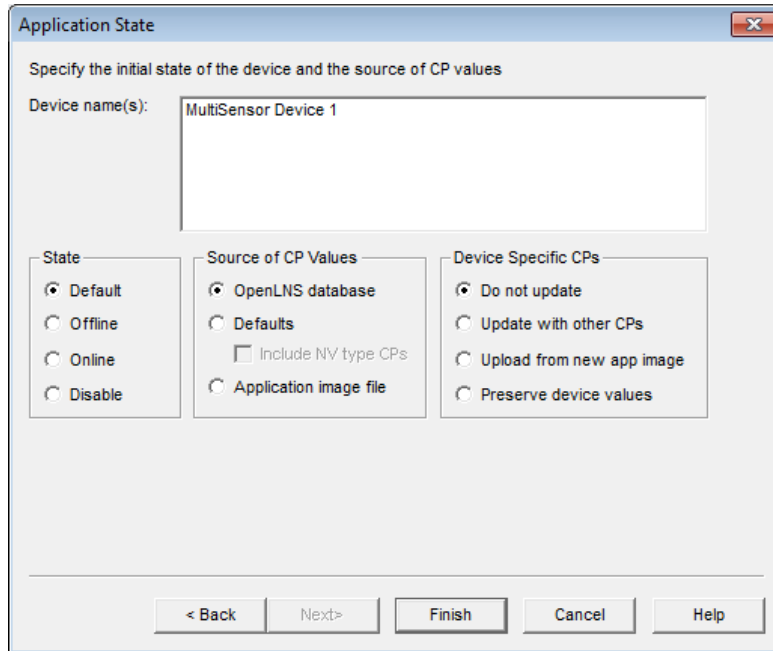 Application State
Specify the initial state of the device and the source of CP values
Device name(s):
MultiSensor Device 1
State
Default
Offline
Online
Disable
Source of CP Values
OpenLNS database
Defaults
Include NV type CPs
Application image file
Device Specific CPs
Do not update
Update with other CPs
Upload from new app image
Preserve device values
< Back
Next>
Finish
Cancel
Help